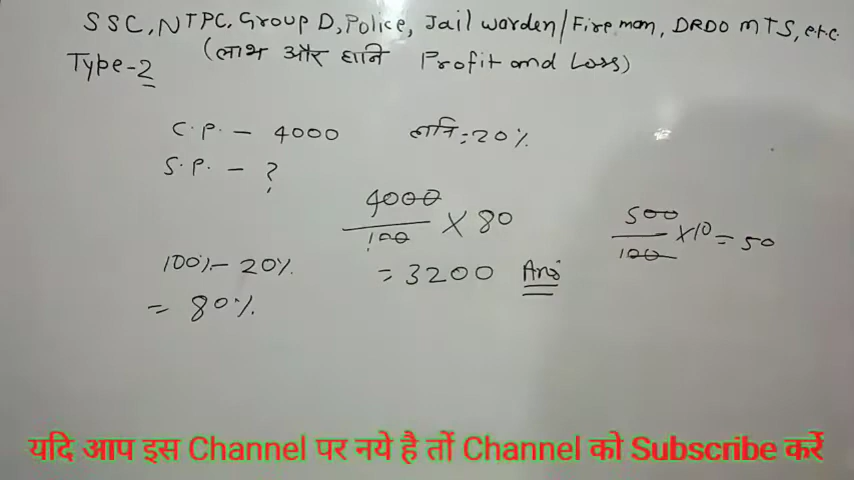 SSC, NTPC, Group D, Police, Jail warden/Fire man, DRDO MTS, etc
Type-2 (लाभ और हानि Profit and Loss)
C.P. - 4000 हानि = 20%
S.P. - ?
4000/100 × 80
500/100 × 10 = 50
100% - 20%
= 3200 Ans
= 80%
यदि आप इस Channel पर नये है तों Channel को Subscribe करें